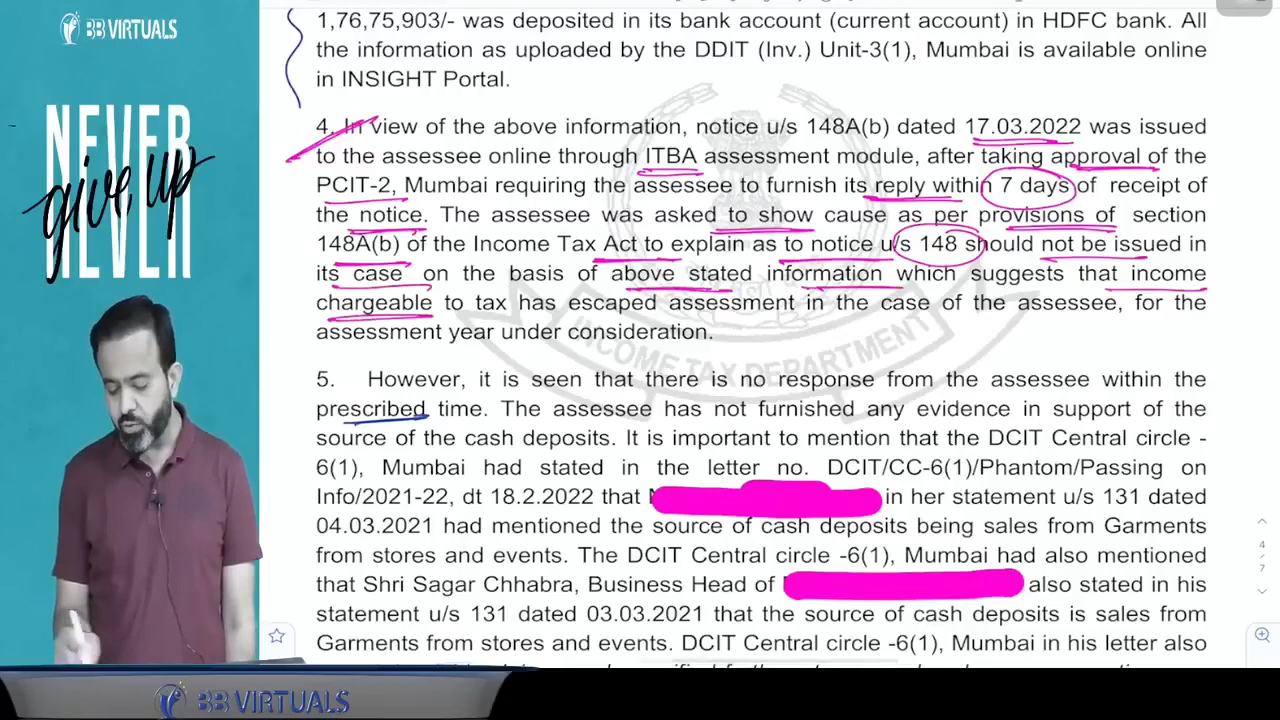 BB VIRTUALS
NEVER
give up
NEVER
1,76,75,903/- was deposited in its bank account (current account) in HDFC bank. All
the information as uploaded by the DDIT (Inv.) Unit-3(1), Mumbai is available online
in INSIGHT Portal.
4. In view of the above information, notice u/s 148A(b) dated 17.03.2022 was issued
to the assessee online through ITBA assessment module, after taking approval of the
PCIT-2, Mumbai requiring the assessee to furnish its reply within 7 days of receipt of
the notice. The assessee was asked to show cause as per provisions of section
148A(b) of the Income Tax Act to explain as to notice u/s 148 should not be issued in
its case on the basis of above stated information which suggests that income
chargeable to tax has escaped assessment in the case of the assessee, for the
assessment year under consideration.
INCOME TAX DEPARTMENT
5. However, it is seen that there is no response from the assessee within the
prescribed time. The assessee has not furnished any evidence in support of the
source of the cash deposits. It is important to mention that the DCIT Central circle -
6(1), Mumbai had stated in the letter no. DCIT/CC-6(1)/Phantom/Passing on
Info/2021-22, dt 18.2.2022 that in her statement u/s 131 dated
04.03.2021 had mentioned the source of cash deposits being sales from Garments
from stores and events. The DCIT Central circle -6(1), Mumbai had also mentioned
that Shri Sagar Chhabra, Business Head of also stated in his
statement u/s 131 dated 03.03.2021 that the source of cash deposits is sales from
Garments from stores and events. DCIT Central circle -6(1), Mumbai in his letter also
4
/
7
BB VIRTUALS